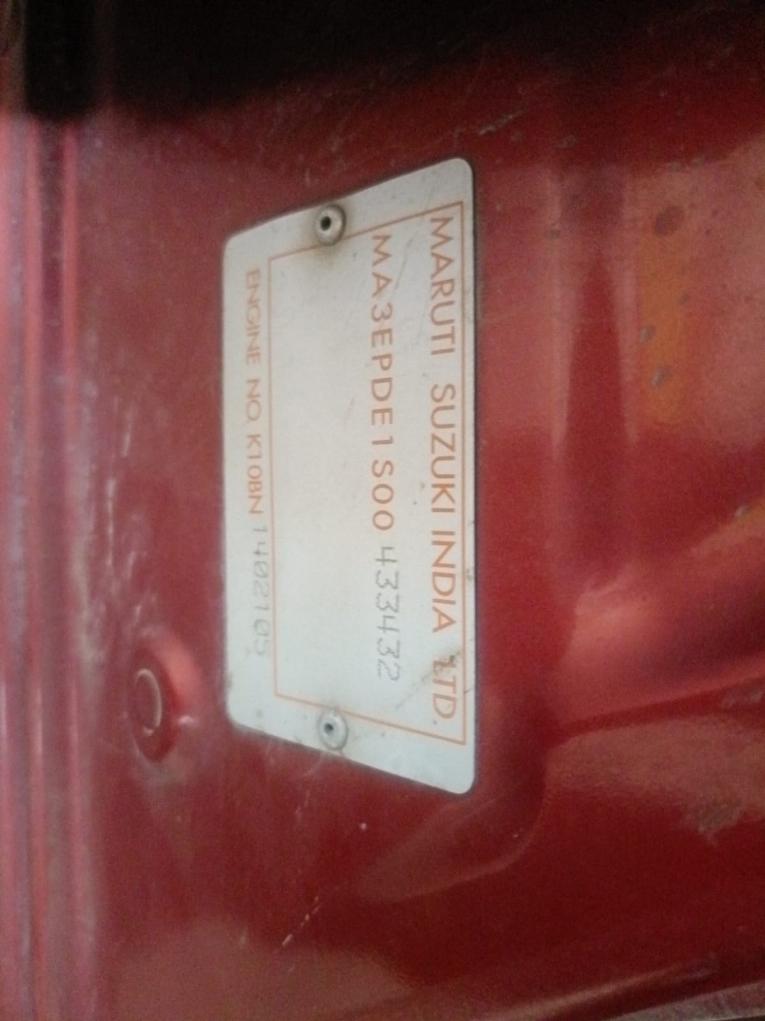 MARUTI SUZUKI INDIA LTD.
MA3EPDE1S00 433432
ENGINE NO. K10BN 1402105